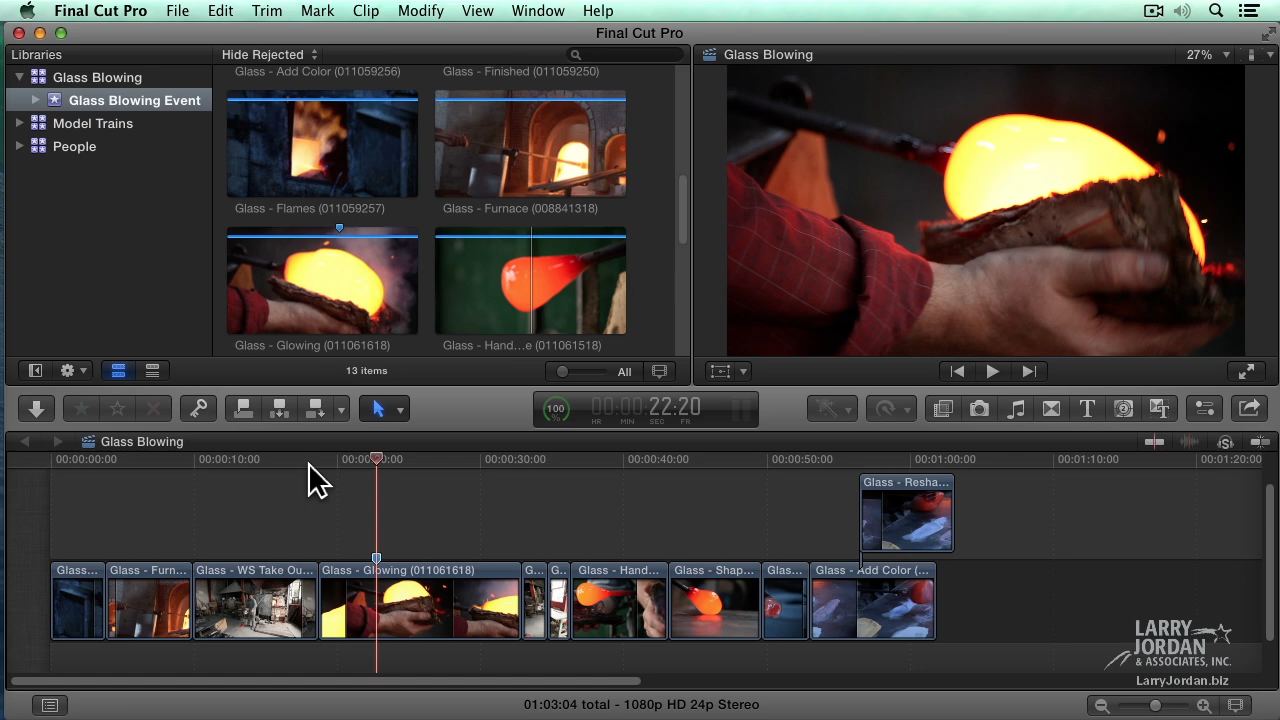 Final Cut Pro File Edit Trim Mark Clip Modify View Window Help
Final Cut Pro
Libraries
Hide Rejected
Glass Blowing
27%
Glass Blowing
Glass Blowing Event
Model Trains
People
Glass - Add Color (011059256)
Glass - Finished (011059250)
Glass - Flames (011059257)
Glass - Furnace (008841318)
Glass - Glowing (011061618)
Glass - Hand...e (011061518)
13 items
All
100
%
00:00:22:20
HR MIN SEC FR
Glass Blowing
00:00:00:00
00:00:10:00
00:00:20:00
00:00:30:00
00:00:40:00
00:00:50:00
00:01:00:00
00:01:10:00
00:01:20:00
Glass - Resha...
Glass...
Glass - Furn...
Glass - WS Take Ou...
Glass - Glowing (011061618)
G..
G..
Glass - Hand...
Glass - Shap...
Glas...
Glass - Add Color (...
LARRY
JORDAN
& ASSOCIATES, INC.
LarryJordan.biz
01:03:04 total - 1080p HD 24p Stereo